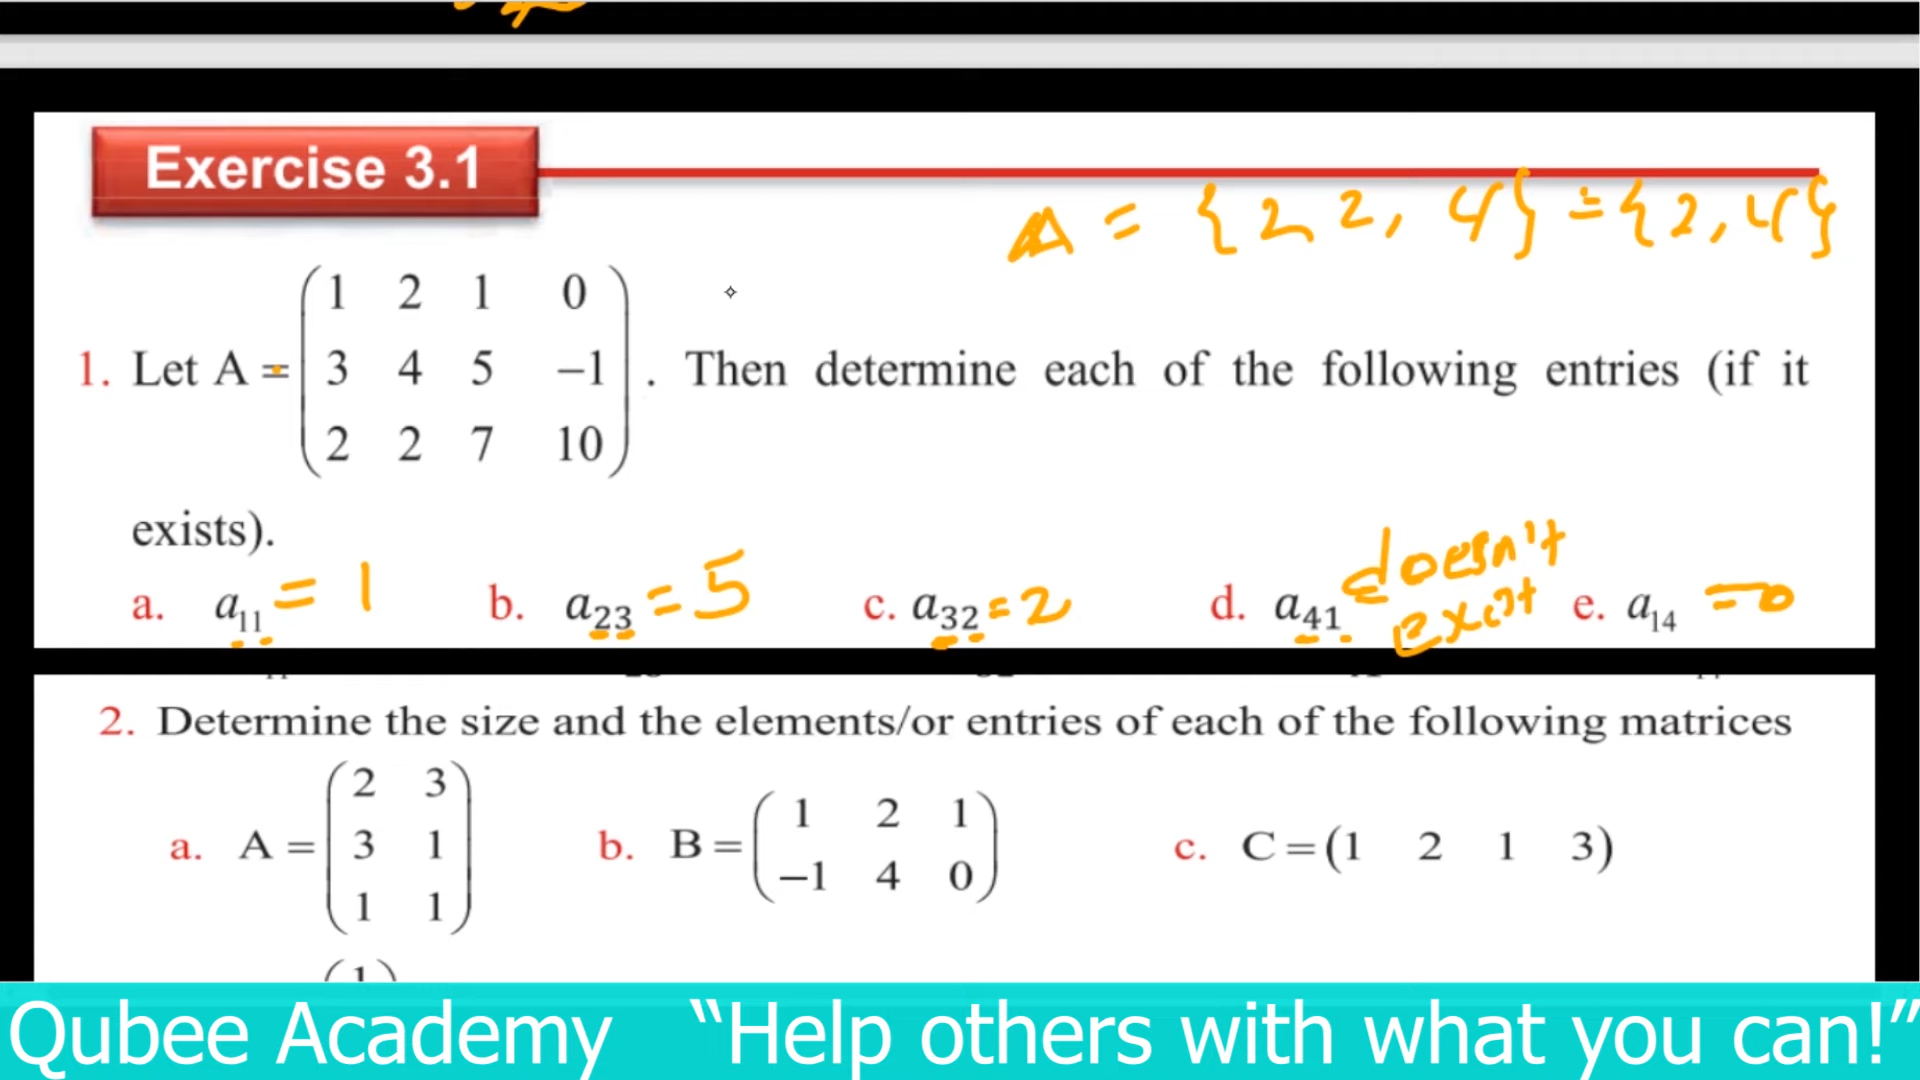 Exercise 3.1
A = {2 2, 4} = {2, 4}
1. Let A = (1 2 1 0
3 4 5 −1
2 2 7 10). Then determine each of the following entries (if it
exists).
a. a11 = 1 b. a23 = 5 c. a32 = 2 d. a41 doesn't exist e. a14 = 0
2. Determine the size and the elements/or entries of each of the following matrices
a. A = (2 3
3 1
1 1)
b. B = (1 2 1
−1 4 0)
c. C = (1 2 1 3)
(1)
Qubee Academy “Help others with what you can!”